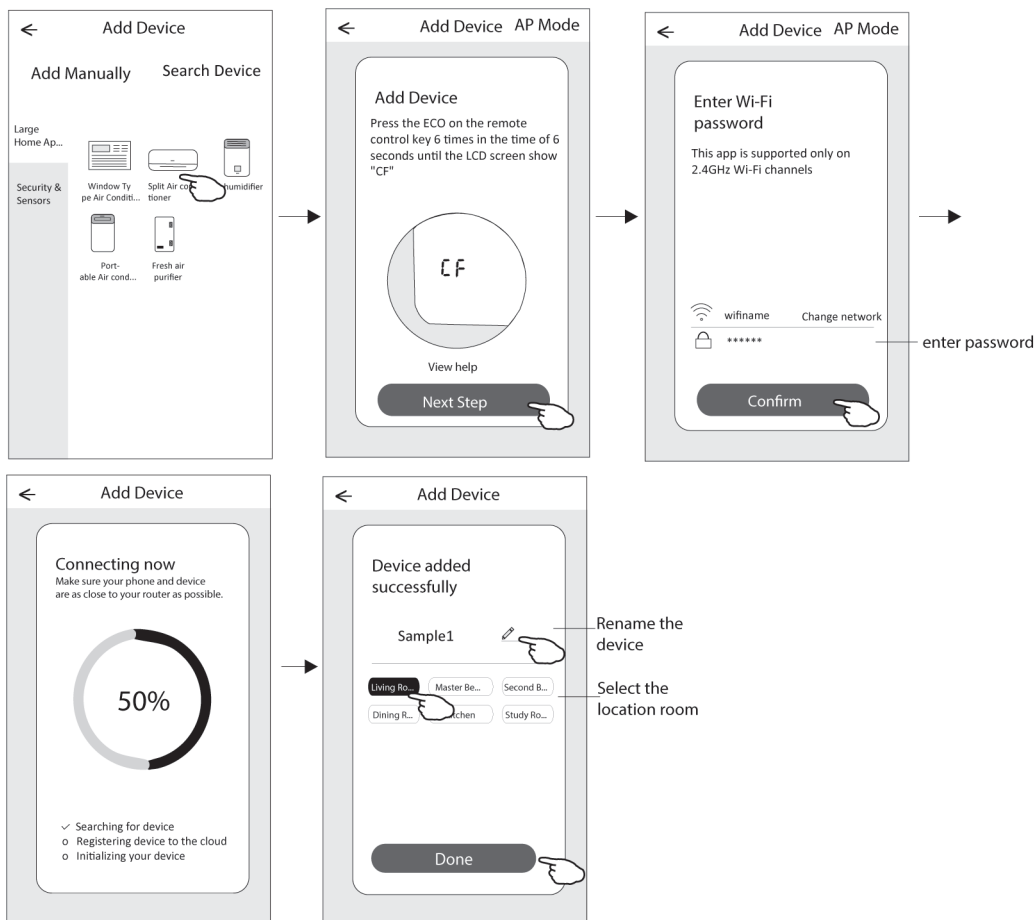 Add Device
Add Manually
Search Device
Large
Home Ap...
Security &
Sensors
Window Ty
pe Air Conditi...
Split Air con
tioner
humidifier
Port-
able Air cond...
Fresh air
purifier
Add Device AP Mode
Add Device
Press the ECO on the remote
control key 6 times in the time of 6
seconds until the LCD screen show
"CF"
CF
View help
Next Step
Add Device AP Mode
Enter Wi-Fi
password
This app is supported only on
2.4GHz Wi-Fi channels
wifiname Change network
******
enter password
Confirm
Add Device
Connecting now
Make sure your phone and device
are as close to your router as possible.
50%
✓ Searching for device
o Registering device to the cloud
o Initializing your device
Add Device
Device added
successfully
Sample1
Rename the
device
Living Ro... Master Be... Second B...
Dining R... tchen Study Ro...
Select the
location room
Done